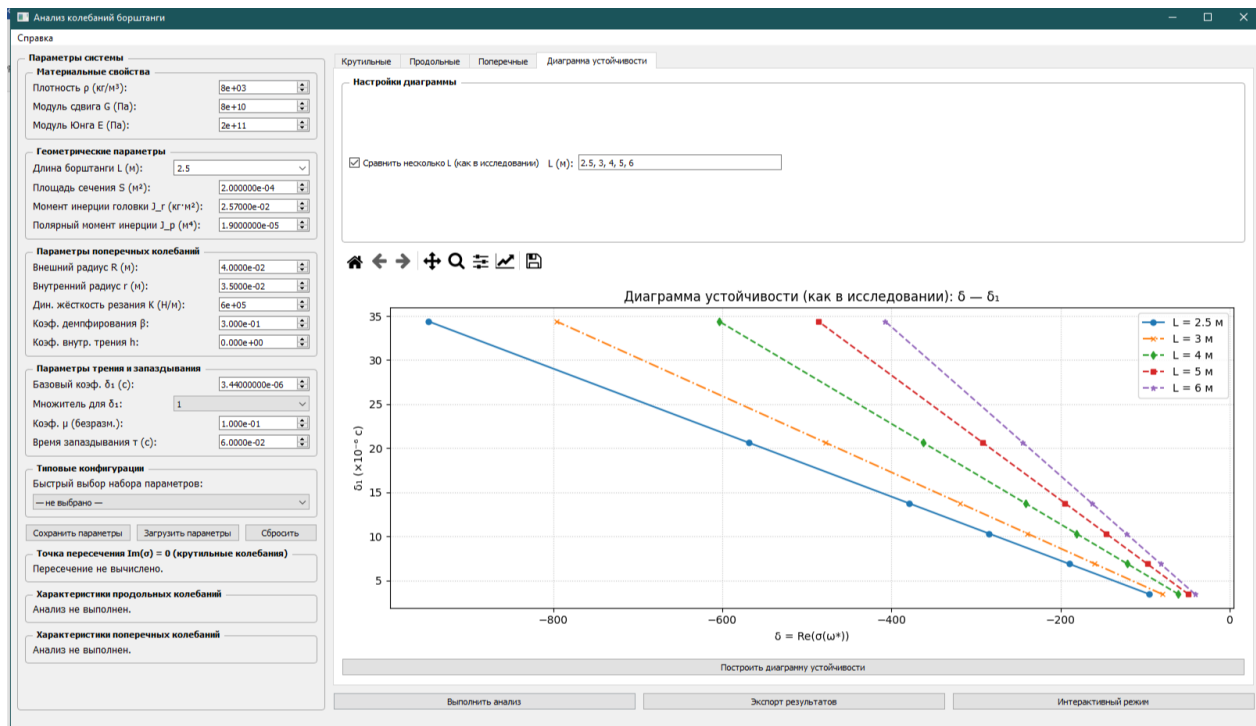 Анализ колебаний борштанги
Справка
Параметры системы
Материальные свойства
Плотность ρ (кг/м³): 8e+03
Модуль сдвига G (Па): 8e+10
Модуль Юнга E (Па): 2e+11
Геометрические параметры
Длина борштанги L (м): 2.5
Площадь сечения S (м²): 2.000000e-04
Момент инерции головки J_r (кг·м²): 2.57000e-02
Полярный момент инерции J_p (м⁴): 1.9000000e-05
Параметры поперечных колебаний
Внешний радиус R (м): 4.0000e-02
Внутренний радиус r (м): 3.5000e-02
Дин. жёсткость резания K (Н/м): 6e+05
Коэф. демпфирования β: 3.000e-01
Коэф. внутр. трения h: 0.000e+00
Параметры трения и запаздывания
Базовый коэф. δ₁ (с): 3.44000000e-06
Множитель для δ₁: 1
Коэф. μ (безразм.): 1.000e-01
Время запаздывания τ (с): 6.0000e-02
Типовые конфигурации
Быстрый выбор набора параметров:
— не выбрано —
Сохранить параметры Загрузить параметры Сбросить
Точка пересечения Im(σ) = 0 (крутильные колебания)
Пересечение не вычислено.
Характеристики продольных колебаний
Анализ не выполнен.
Характеристики поперечных колебаний
Анализ не выполнен.
Крутильные Продольные Поперечные Диаграмма устойчивости
Настройки диаграммы
Сравнить несколько L (как в исследовании) L (м): 2.5, 3, 4, 5, 6
Диаграмма устойчивости (как в исследовании): δ — δ₁
35
30
25
20
15
10
5
δ₁ (×10⁻⁶ с)
L = 2.5 м
L = 3 м
L = 4 м
L = 5 м
L = 6 м
−800 −600 −400 −200 0
δ = Re(σ(ω*))
Построить диаграмму устойчивости
Выполнить анализ Экспорт результатов Интерактивный режим